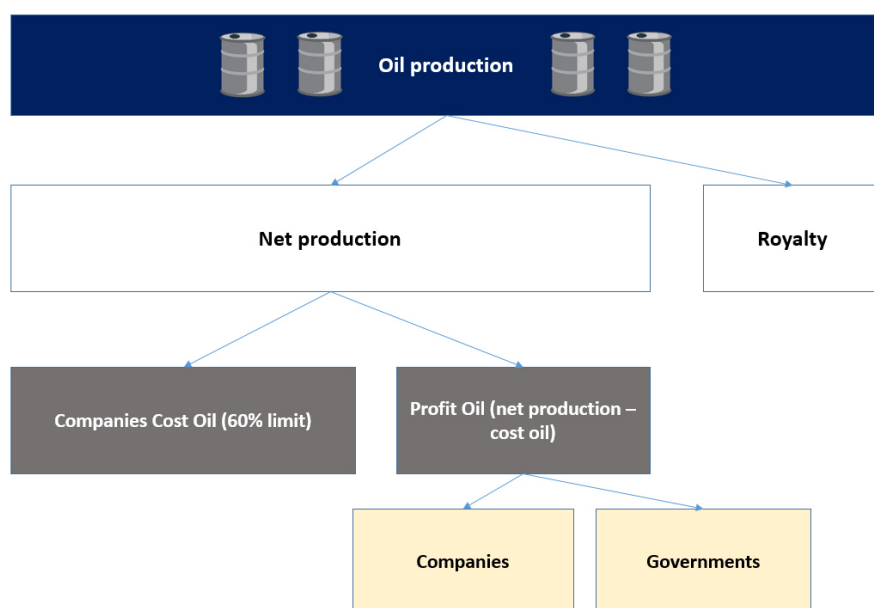 Oil production
Net production
Royalty
Companies Cost Oil (60% limit)
Profit Oil (net production –
cost oil)
Companies
Governments